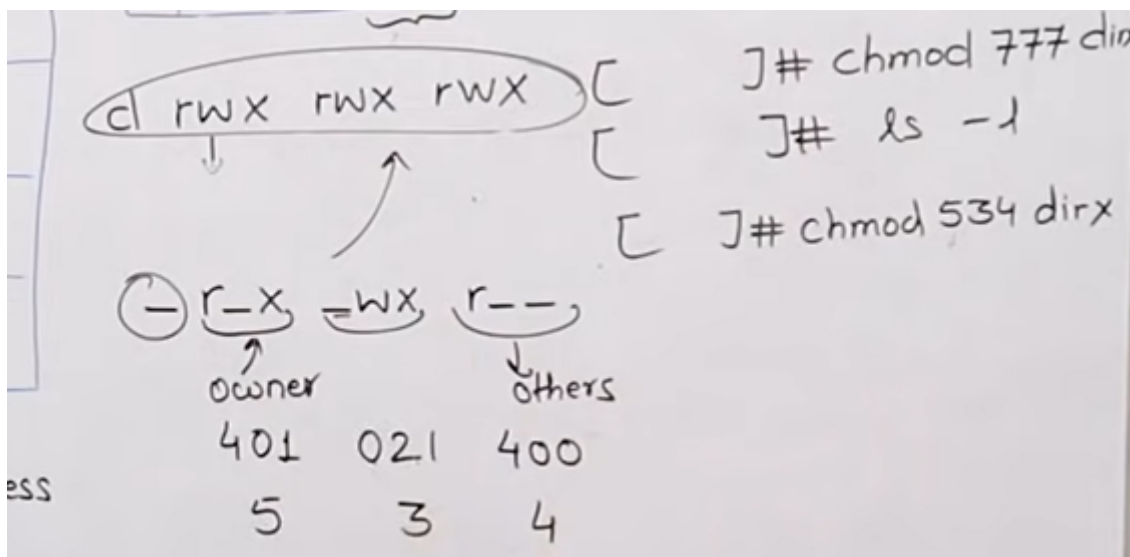 d rwx rwx rwx
[ ]# chmod 777 dir
[ ]# ls -l
[ ]# chmod 534 dirx
- r-x -wx r--
owner others
401 021 400
5 3 4
ess